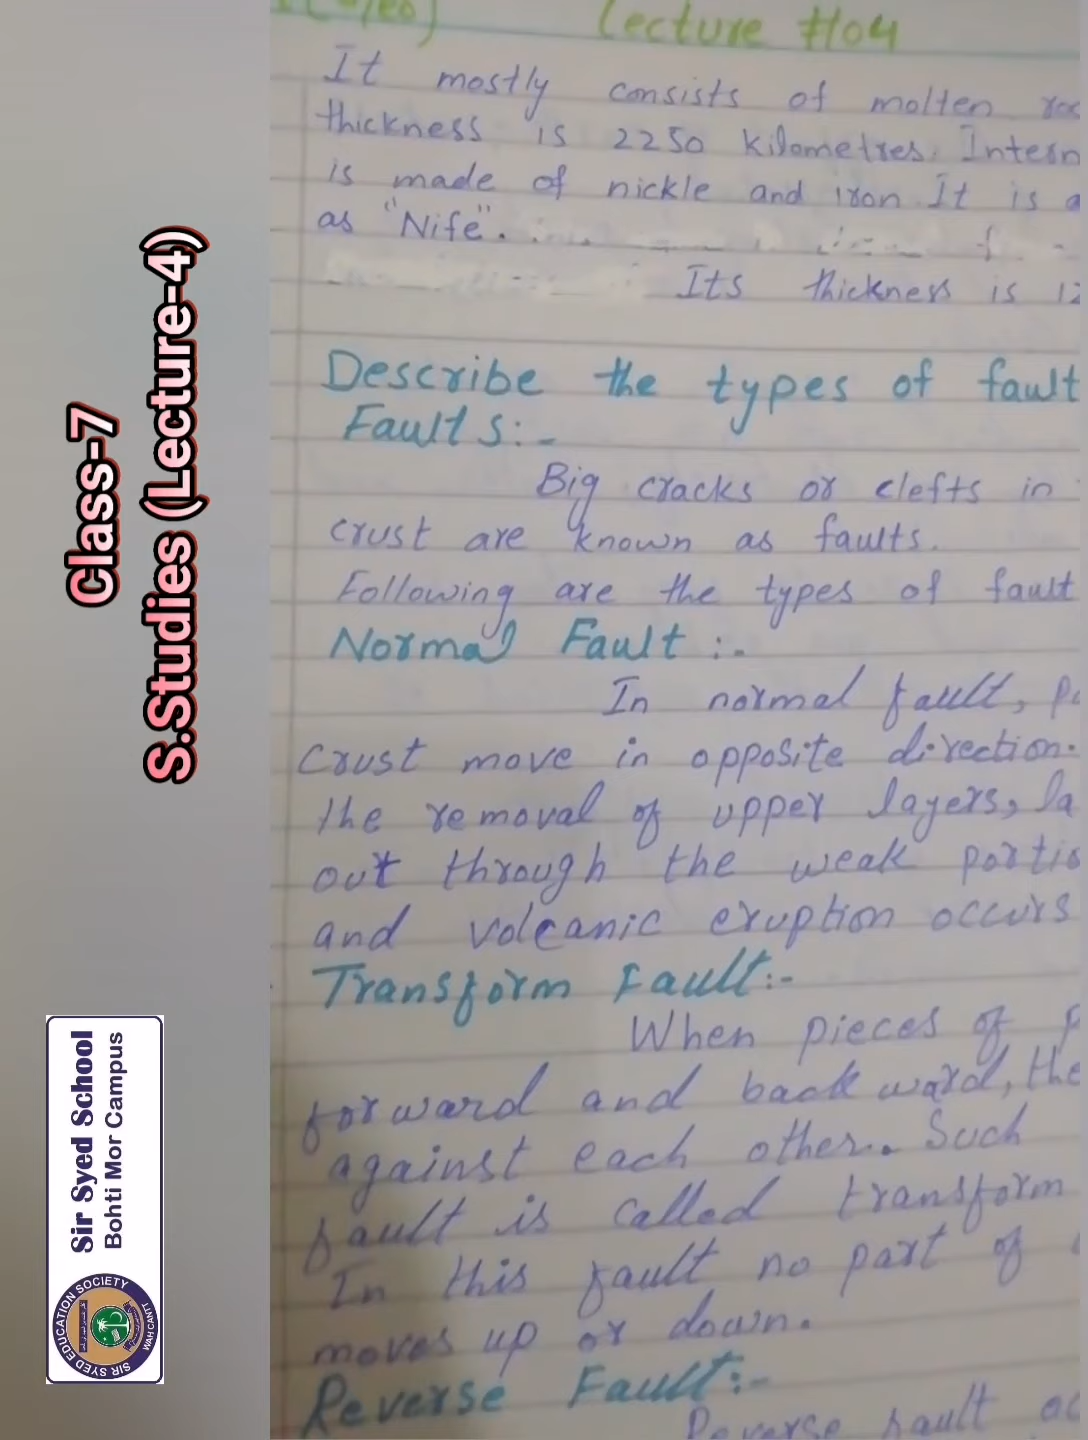 Lecture #04
It mostly consists of molten
thickness is 2250 kilometres. Intern
is made of nickle and iron. It is a
as "Nife".
Its thickness is 12
Describe the types of fault
Faults:-
Big cracks or clefts in
crust are known as faults.
Following are the types of fault
Normal Fault :-
In normal fault, p
crust move in opposite direction.
the removal of upper layers, la
out through the weak portio
and volcanic eruption occurs
Transform Fault:-
When pieces of
forward and back ward, the
against each other. Such
fault is called transform
In this fault no part of
moves up or down.
Reverse Fault:-
Reverse fault oc
Class-7
S.Studies (Lecture-4)
Sir Syed School
Bohti Mor Campus
SIR SYED EDUCATION SOCIETY
WAH CANTT